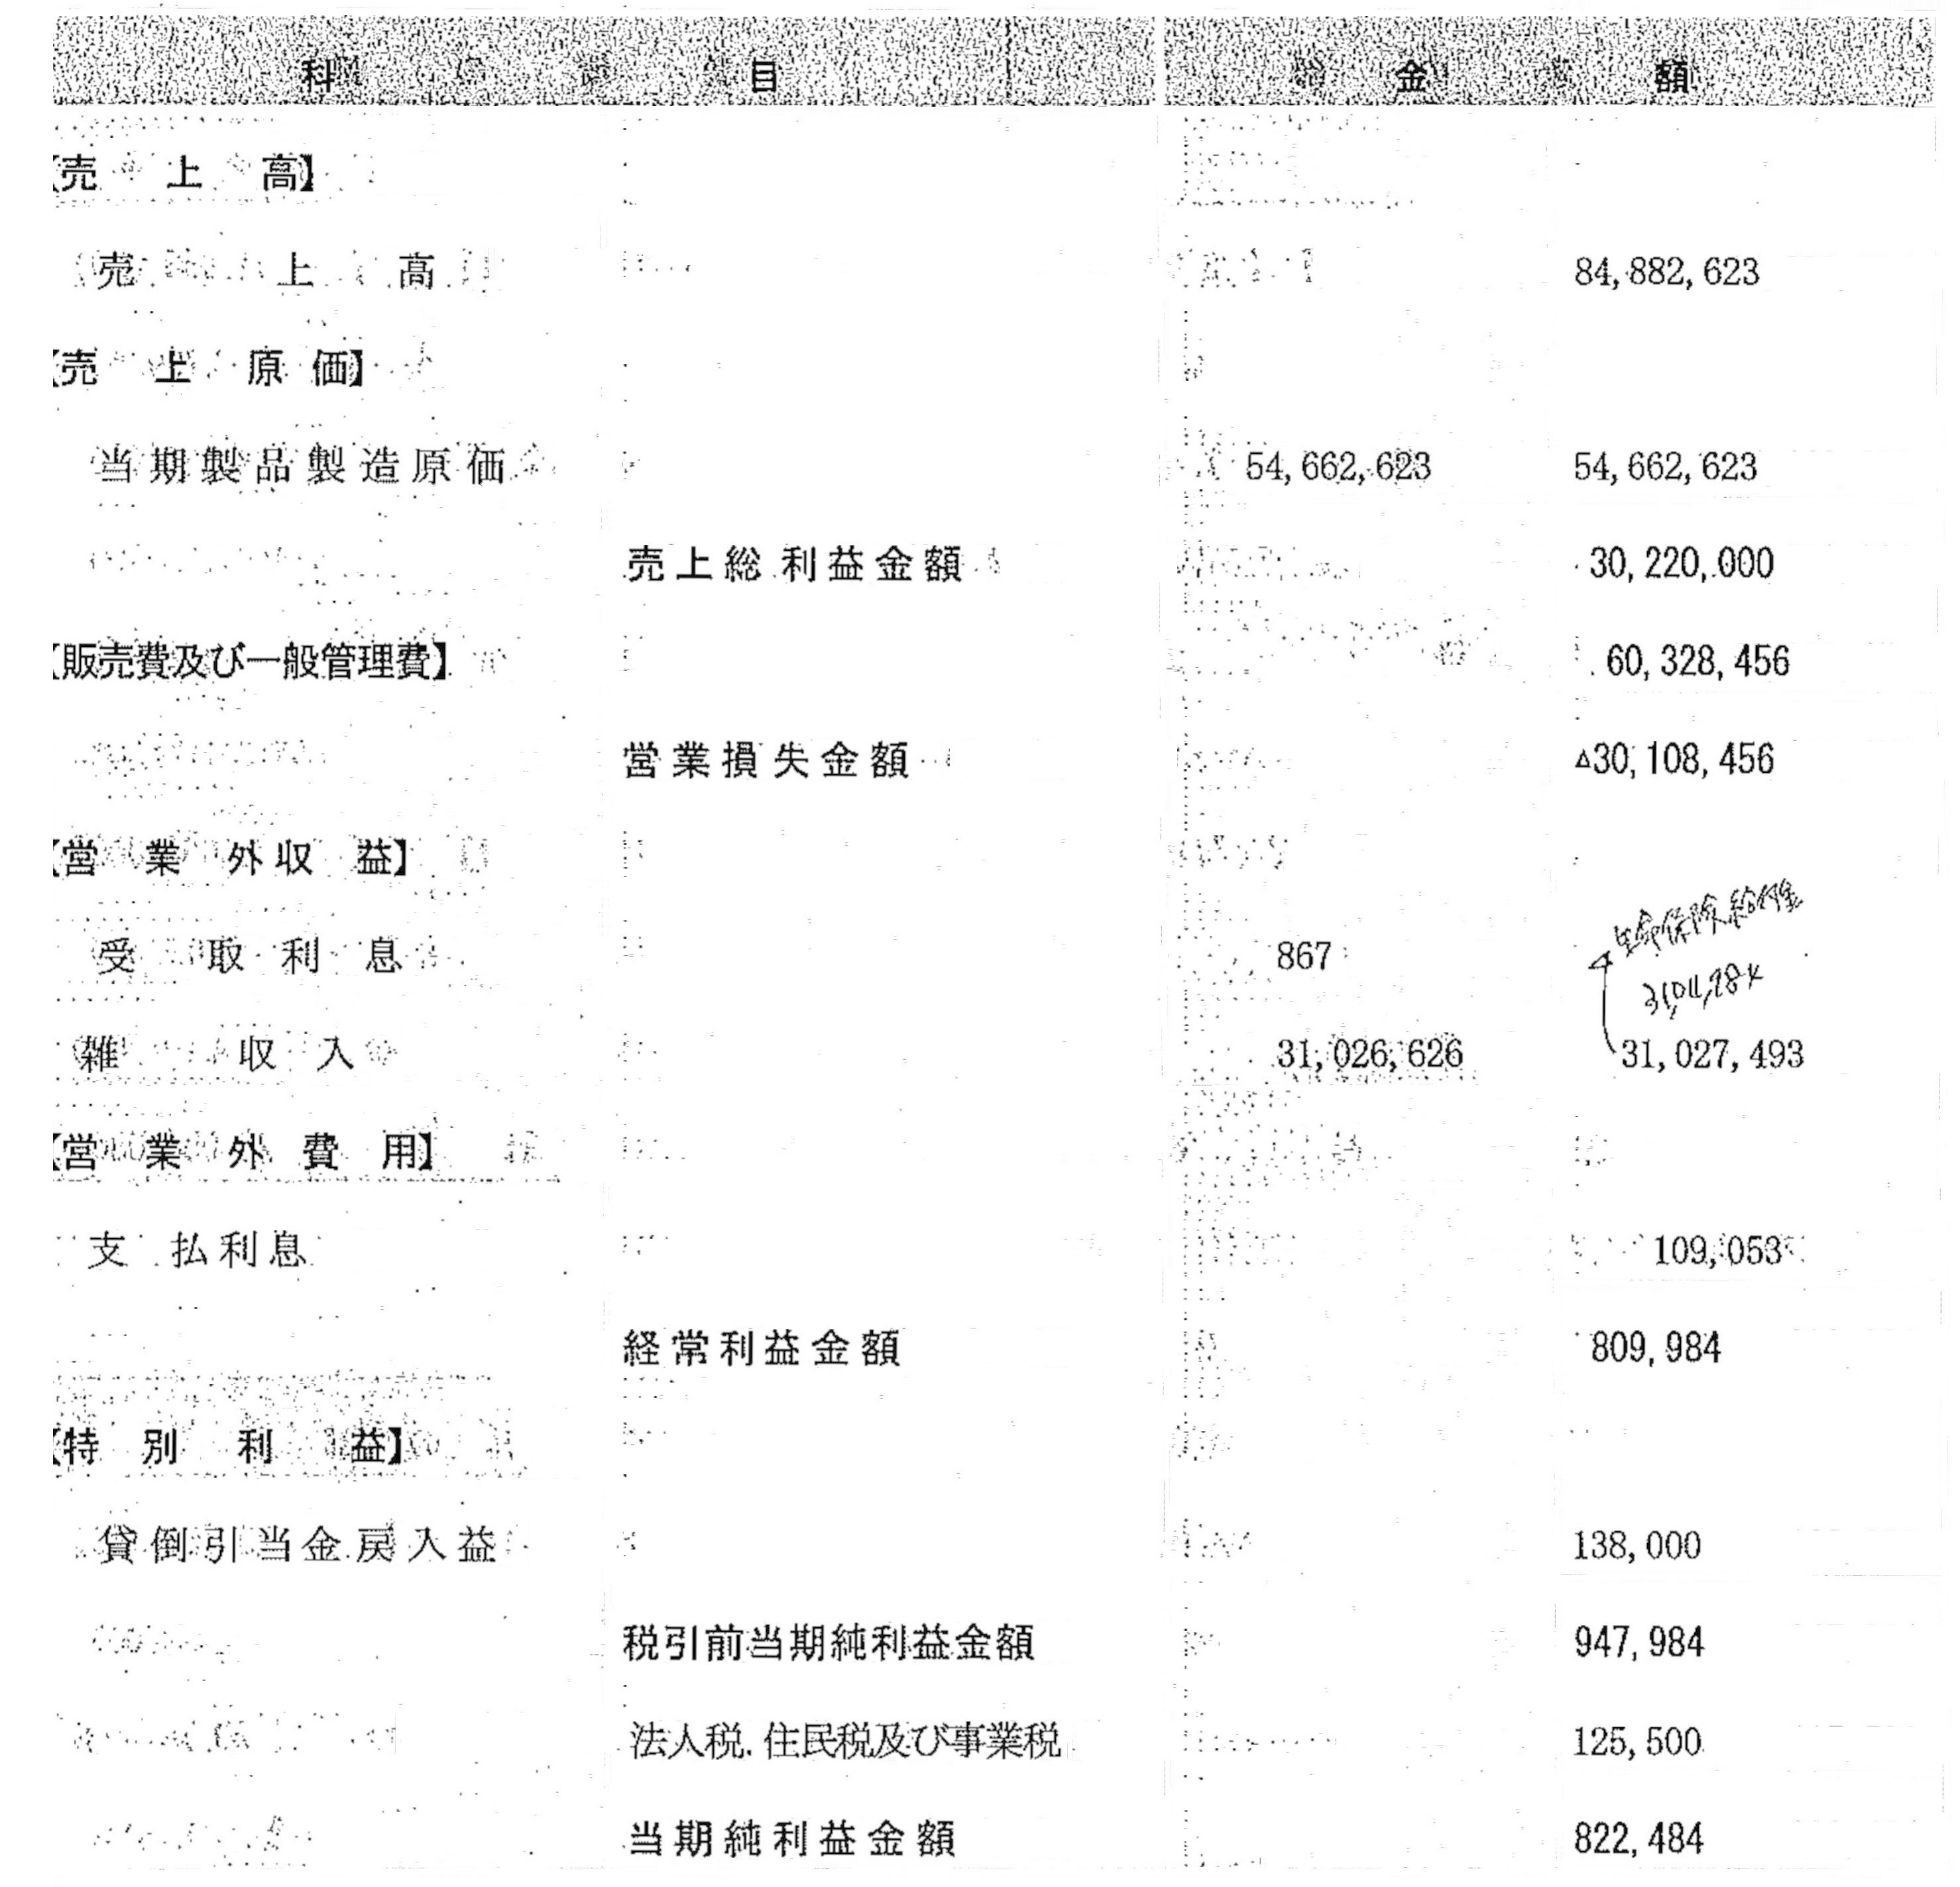 科目 金額
【売上高】
売上高 84,882,623
【売上原価】
当期製品製造原価 54,662,623 54,662,623
売上総利益金額 30,220,000
【販売費及び一般管理費】 60,328,456
営業損失金額 △30,108,456
【営業外収益】
生命保険給付金
受取利息 867
雑収入 31,026,626 31,027,493
【営業外費用】
支払利息 109,053
経常利益金額 809,984
【特別利益】
貸倒引当金戻入益 138,000
税引前当期純利益金額 947,984
法人税.住民税及び事業税 125,500
当期純利益金額 822,484